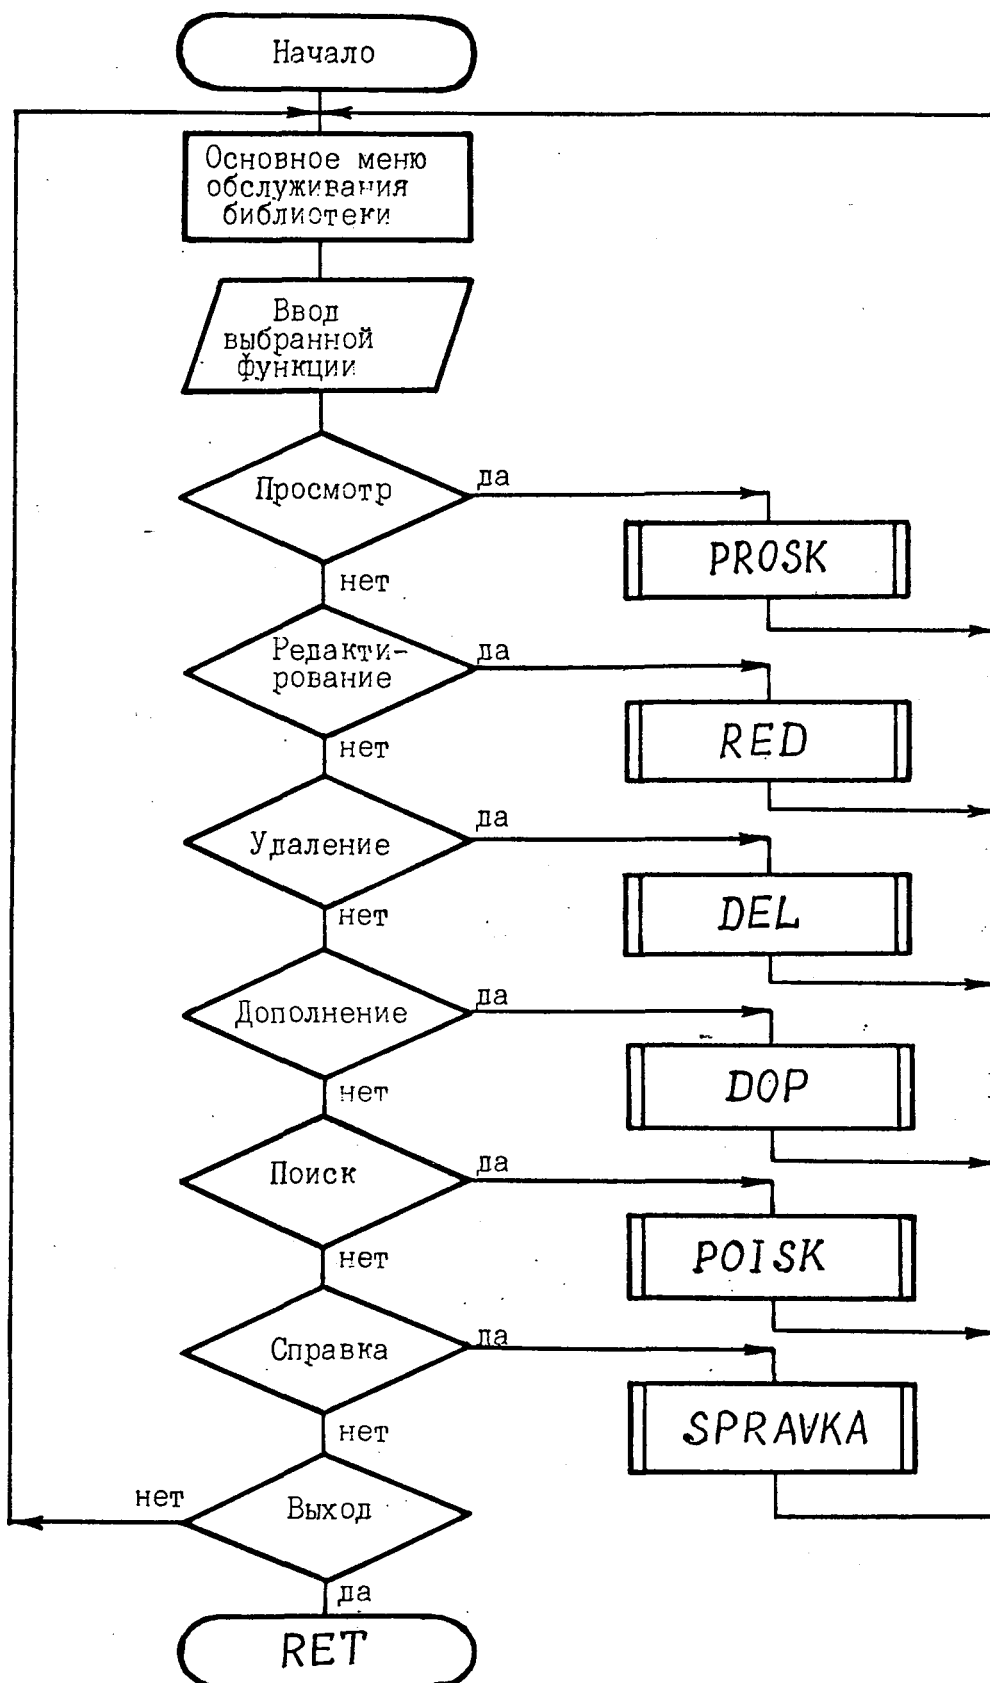 Начало
Основное меню
обслуживания
библиотеки
Ввод
выбранной
функции
Просмотр
да
PROSK
нет
Редакти-
рование
да
RED
нет
Удаление
да
DEL
нет
Дополнение
да
DOP
нет
Поиск
да
POISK
нет
Справка
да
SPRAVKA
нет
Выход
нет
да
RET